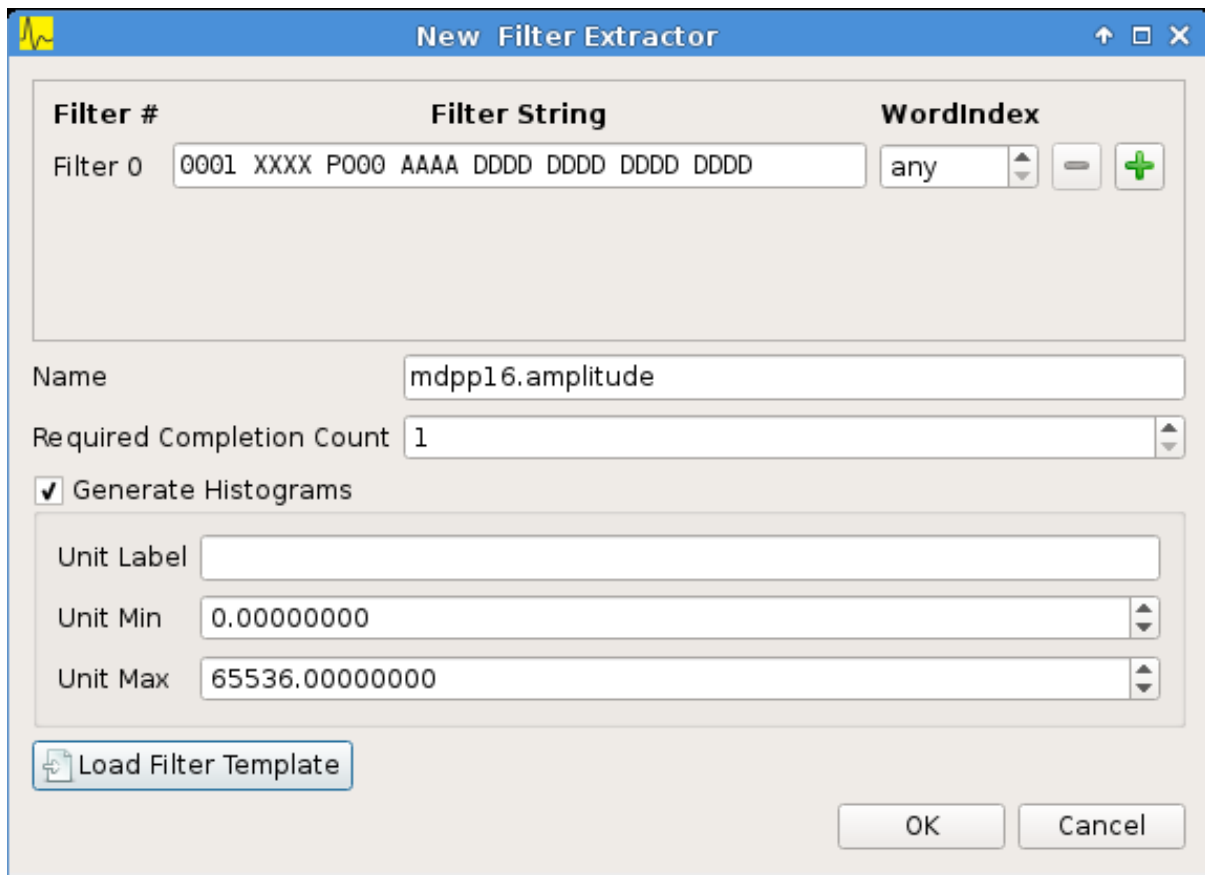 New Filter Extractor
Filter # Filter String WordIndex
Filter 0 0001 XXXX PO00 AAAA DDDD DDDD DDDD DDDD any
Name mdpp16.amplitude
Required Completion Count 1
Generate Histograms
Unit Label
Unit Min 0.00000000
Unit Max 65536.00000000
Load Filter Template
OK Cancel